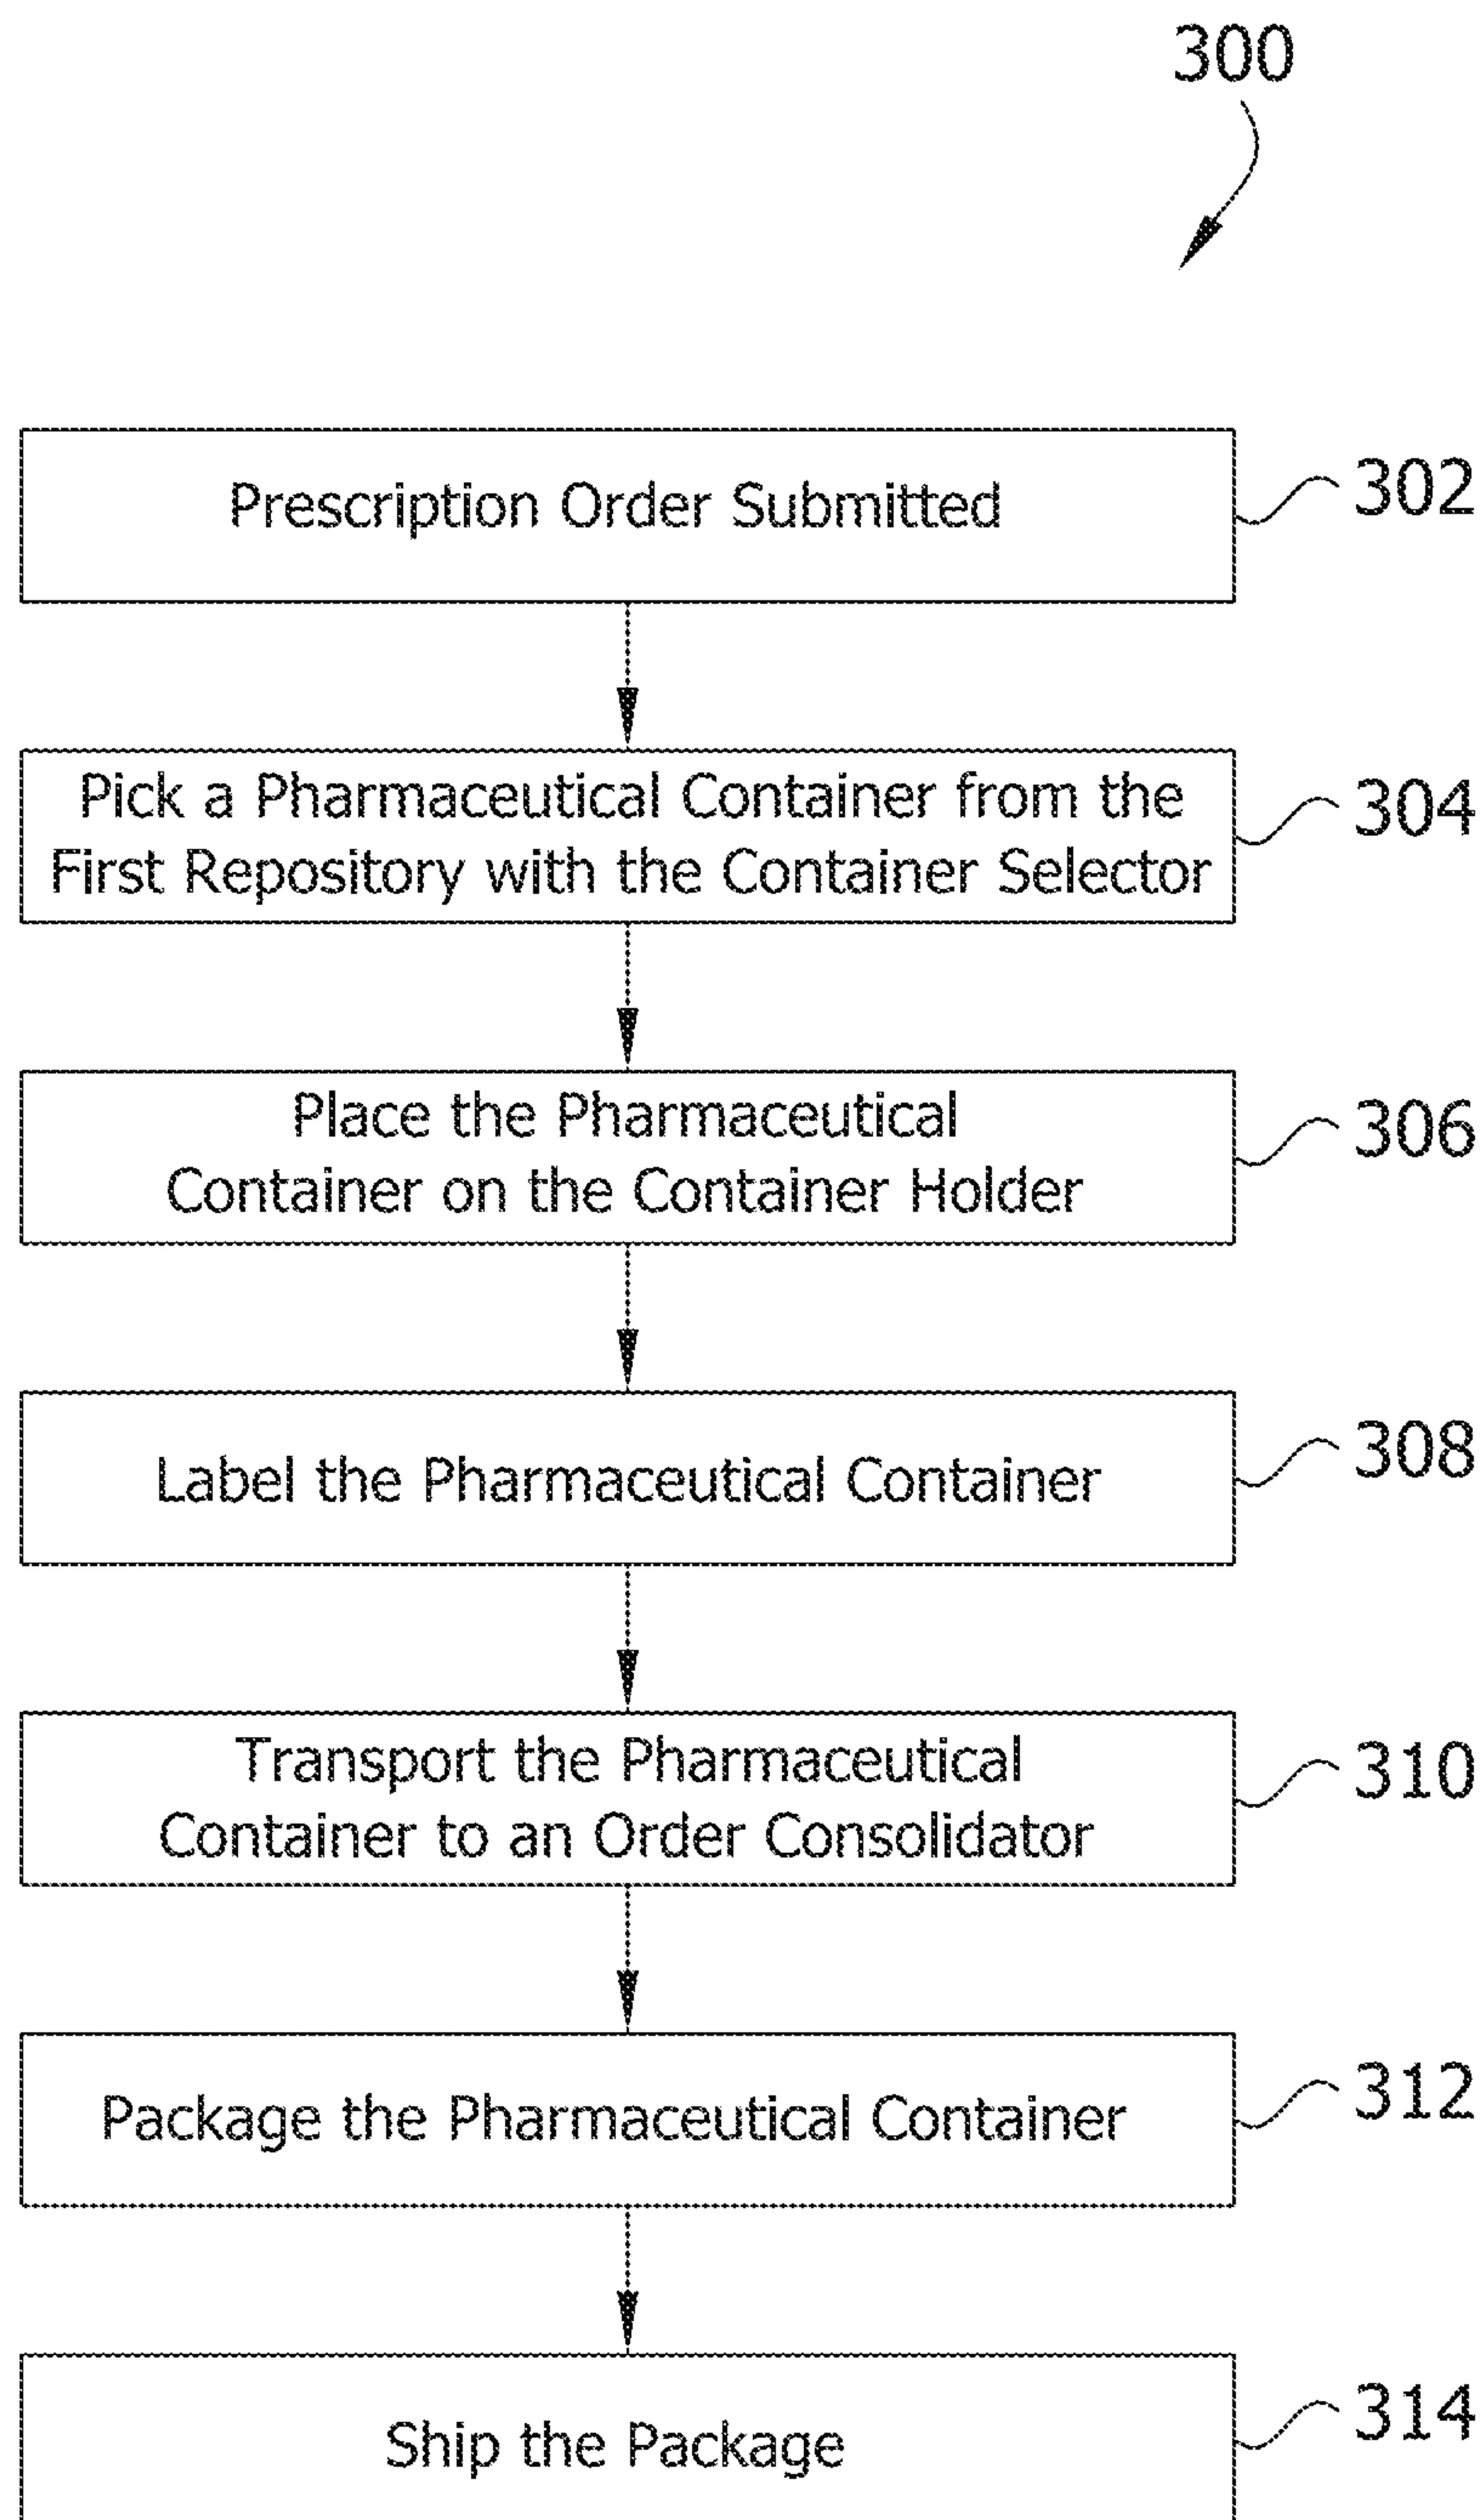 300
Prescription Order Submitted
302
Pick a Pharmaceutical Container from the
First Repository with the Container Selector
304
Place the Pharmaceutical
Container on the Container Holder
306
Label the Pharmaceutical Container
308
Transport the Pharmaceutical
Container to an Order Consolidator
310
Package the Pharmaceutical Container
312
Ship the Package
314